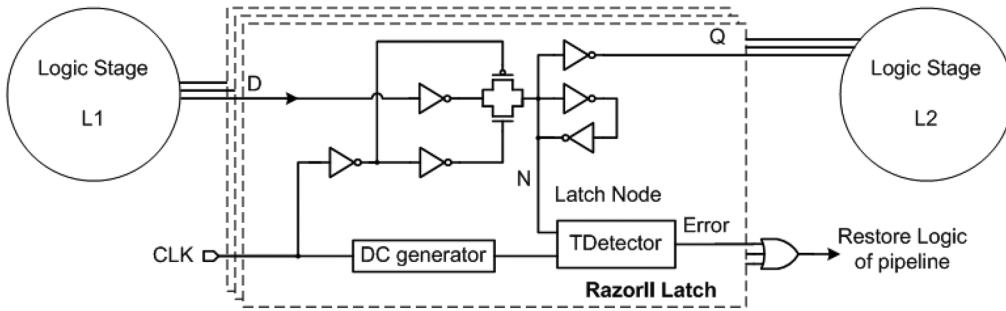 Logic Stage
L1
D
Q
Logic Stage
L2
N
Latch Node
CLK
DC generator
TDetector
Error
Restore Logic
of pipeline
RazorII Latch